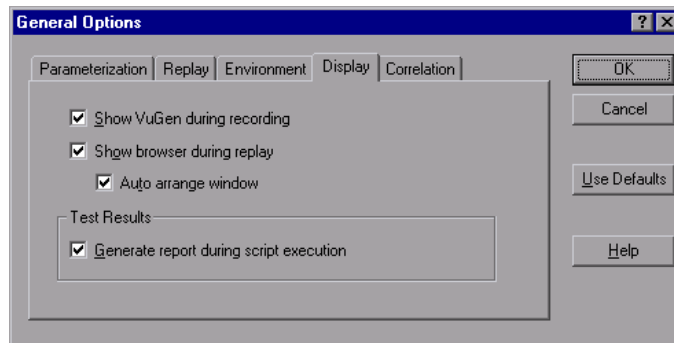 General Options
Parameterization Replay Environment Display Correlation
Show VuGen during recording
Show browser during replay
Auto arrange window
Test Results
Generate report during script execution
OK
Cancel
Use Defaults
Help